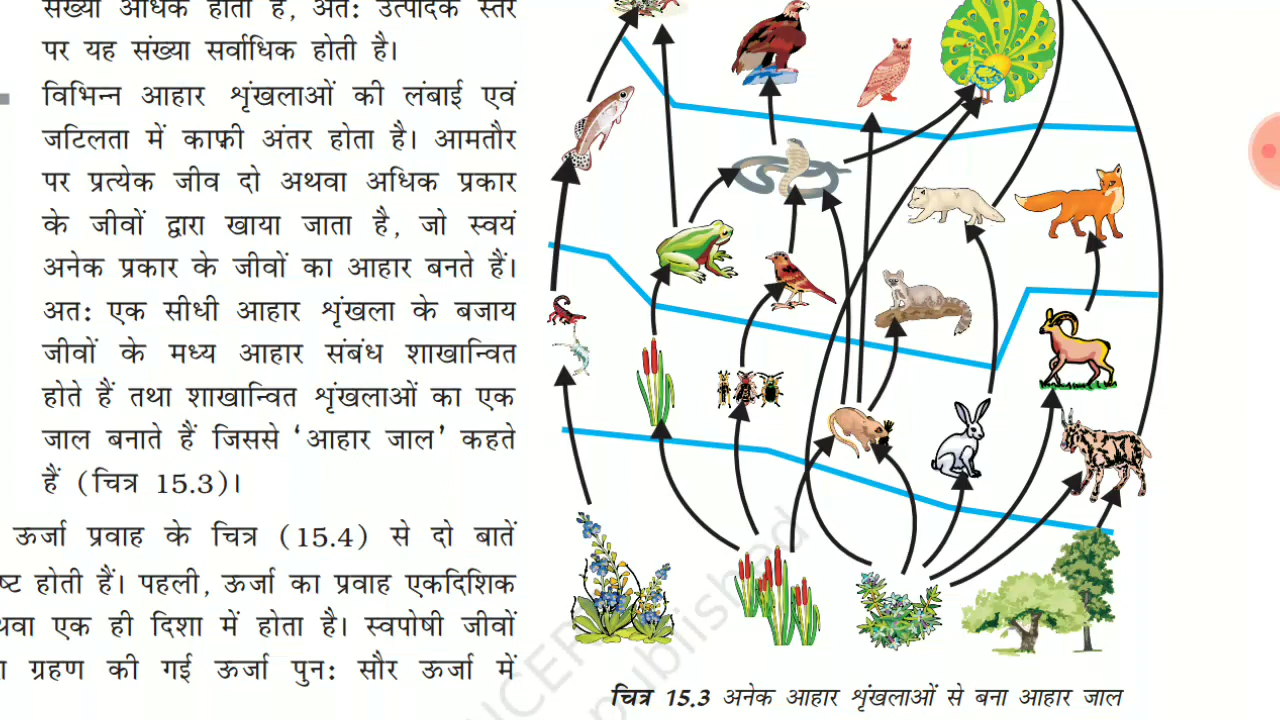 संख्या अधिक होती है, अत: उत्पादक स्तर
पर यह संख्या सर्वाधिक होती है।
विभिन्न आहार शृंखलाओं की लंबाई एवं
जटिलता में काफ़ी अंतर होता है। आमतौर
पर प्रत्येक जीव दो अथवा अधिक प्रकार
के जीवों द्वारा खाया जाता है, जो स्वयं
अनेक प्रकार के जीवों का आहार बनते हैं।
अत: एक सीधी आहार शृंखला के बजाय
जीवों के मध्य आहार संबंध शाखान्वित
होते हैं तथा शाखान्वित शृंखलाओं का एक
जाल बनाते हैं जिससे ‘आहार जाल’ कहते
हैं (चित्र 15.3)।
ऊर्जा प्रवाह के चित्र (15.4) से दो बातें
होती हैं। पहली, ऊर्जा का प्रवाह एकदिशिक
एक ही दिशा में होता है। स्वपोषी जीवों
ग्रहण की गई ऊर्जा पुन: सौर ऊर्जा में
चित्र 15.3 अनेक आहार शृंखलाओं से बना आहार जाल
published